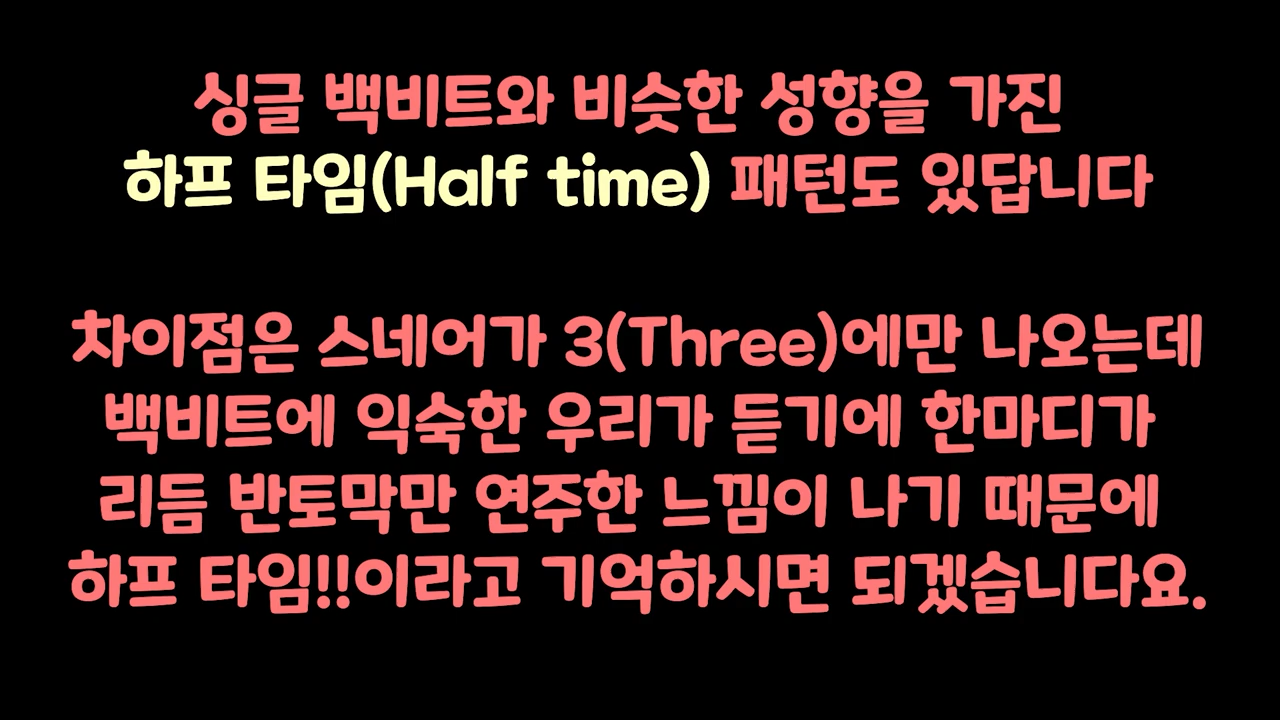 싱글 백비트와 비슷한 성향을 가진
하프 타임(Half time) 패턴도 있답니다
차이점은 스네어가 3(Three)에만 나오는데
백비트에 익숙한 우리가 듣기에 한마디가
리듬 반토막만 연주한 느낌이 나기 때문에
하프 타임!!이라고 기억하시면 되겠습니다요.